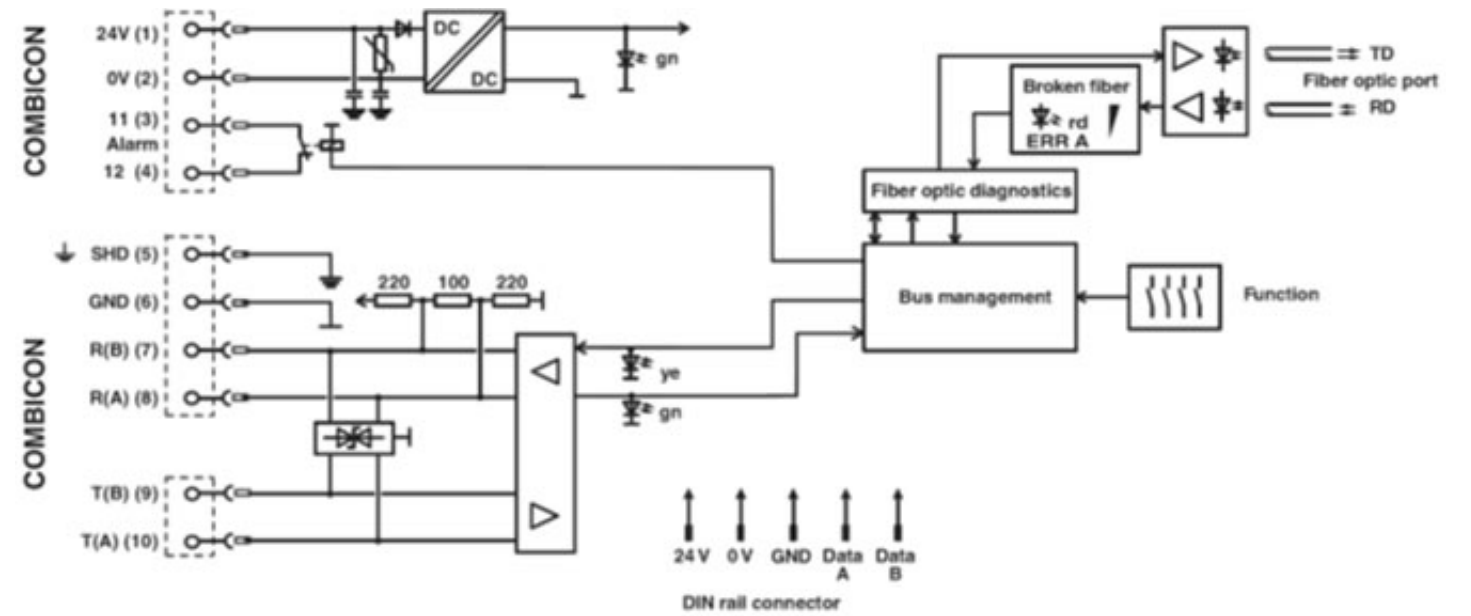 COMBICON
24V (1)
0V (2)
11 (3)
Alarm
12 (4)
DC
DC
gn
Broken fiber
rd
ERR A
TD
Fiber optic port
RD
Fiber optic diagnostics
Bus management
Function
COMBICON
SHD (5)
GND (6)
R(B) (7)
R(A) (8)
T(B) (9)
T(A) (10)
220 100 220
ye
gn
24 V 0 V GND Data Data
A B
DIN rail connector